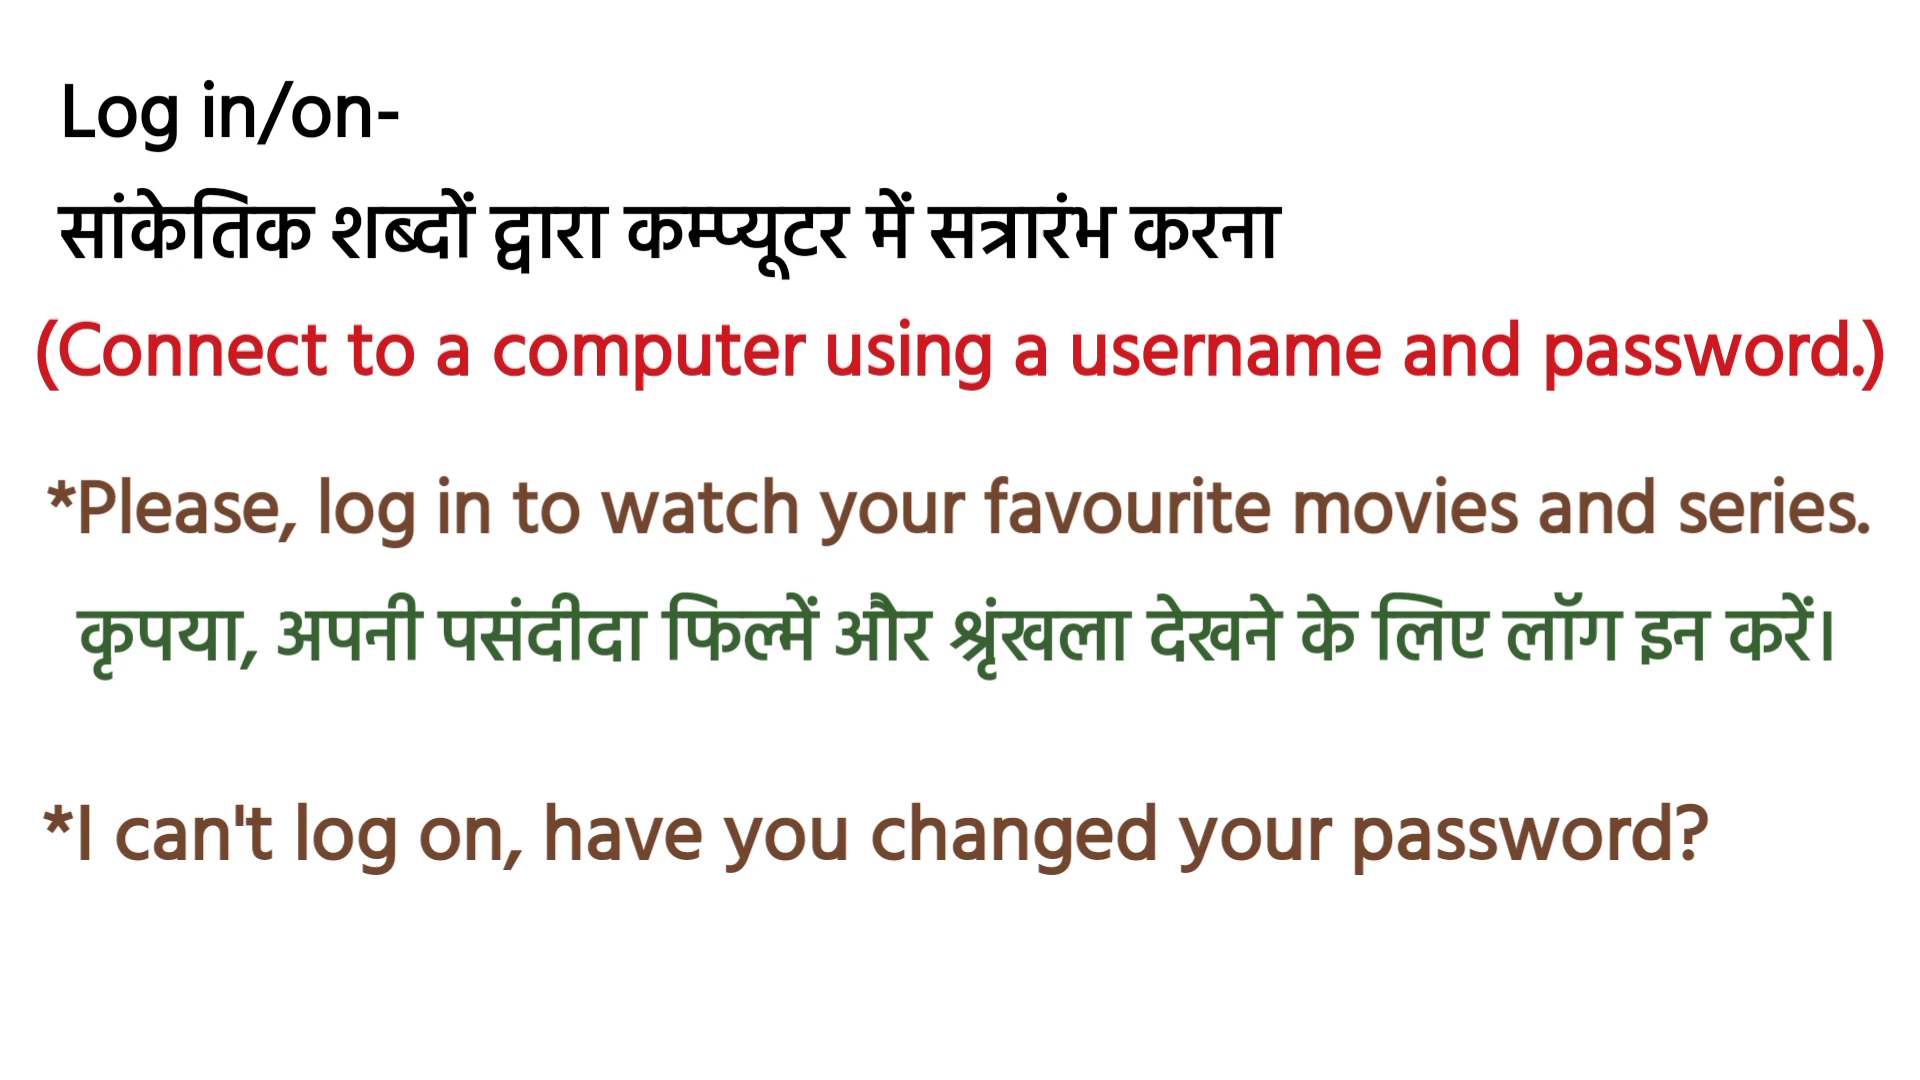 Log in/on-
सांकेतिक शब्दों द्वारा कम्प्यूटर में सत्रारंभ करना
(Connect to a computer using a username and password.)
*Please, log in to watch your favourite movies and series.
कृपया, अपनी पसंदीदा फिल्में और श्रृंखला देखने के लिए लॉग इन करें।
*I can't log on, have you changed your password?